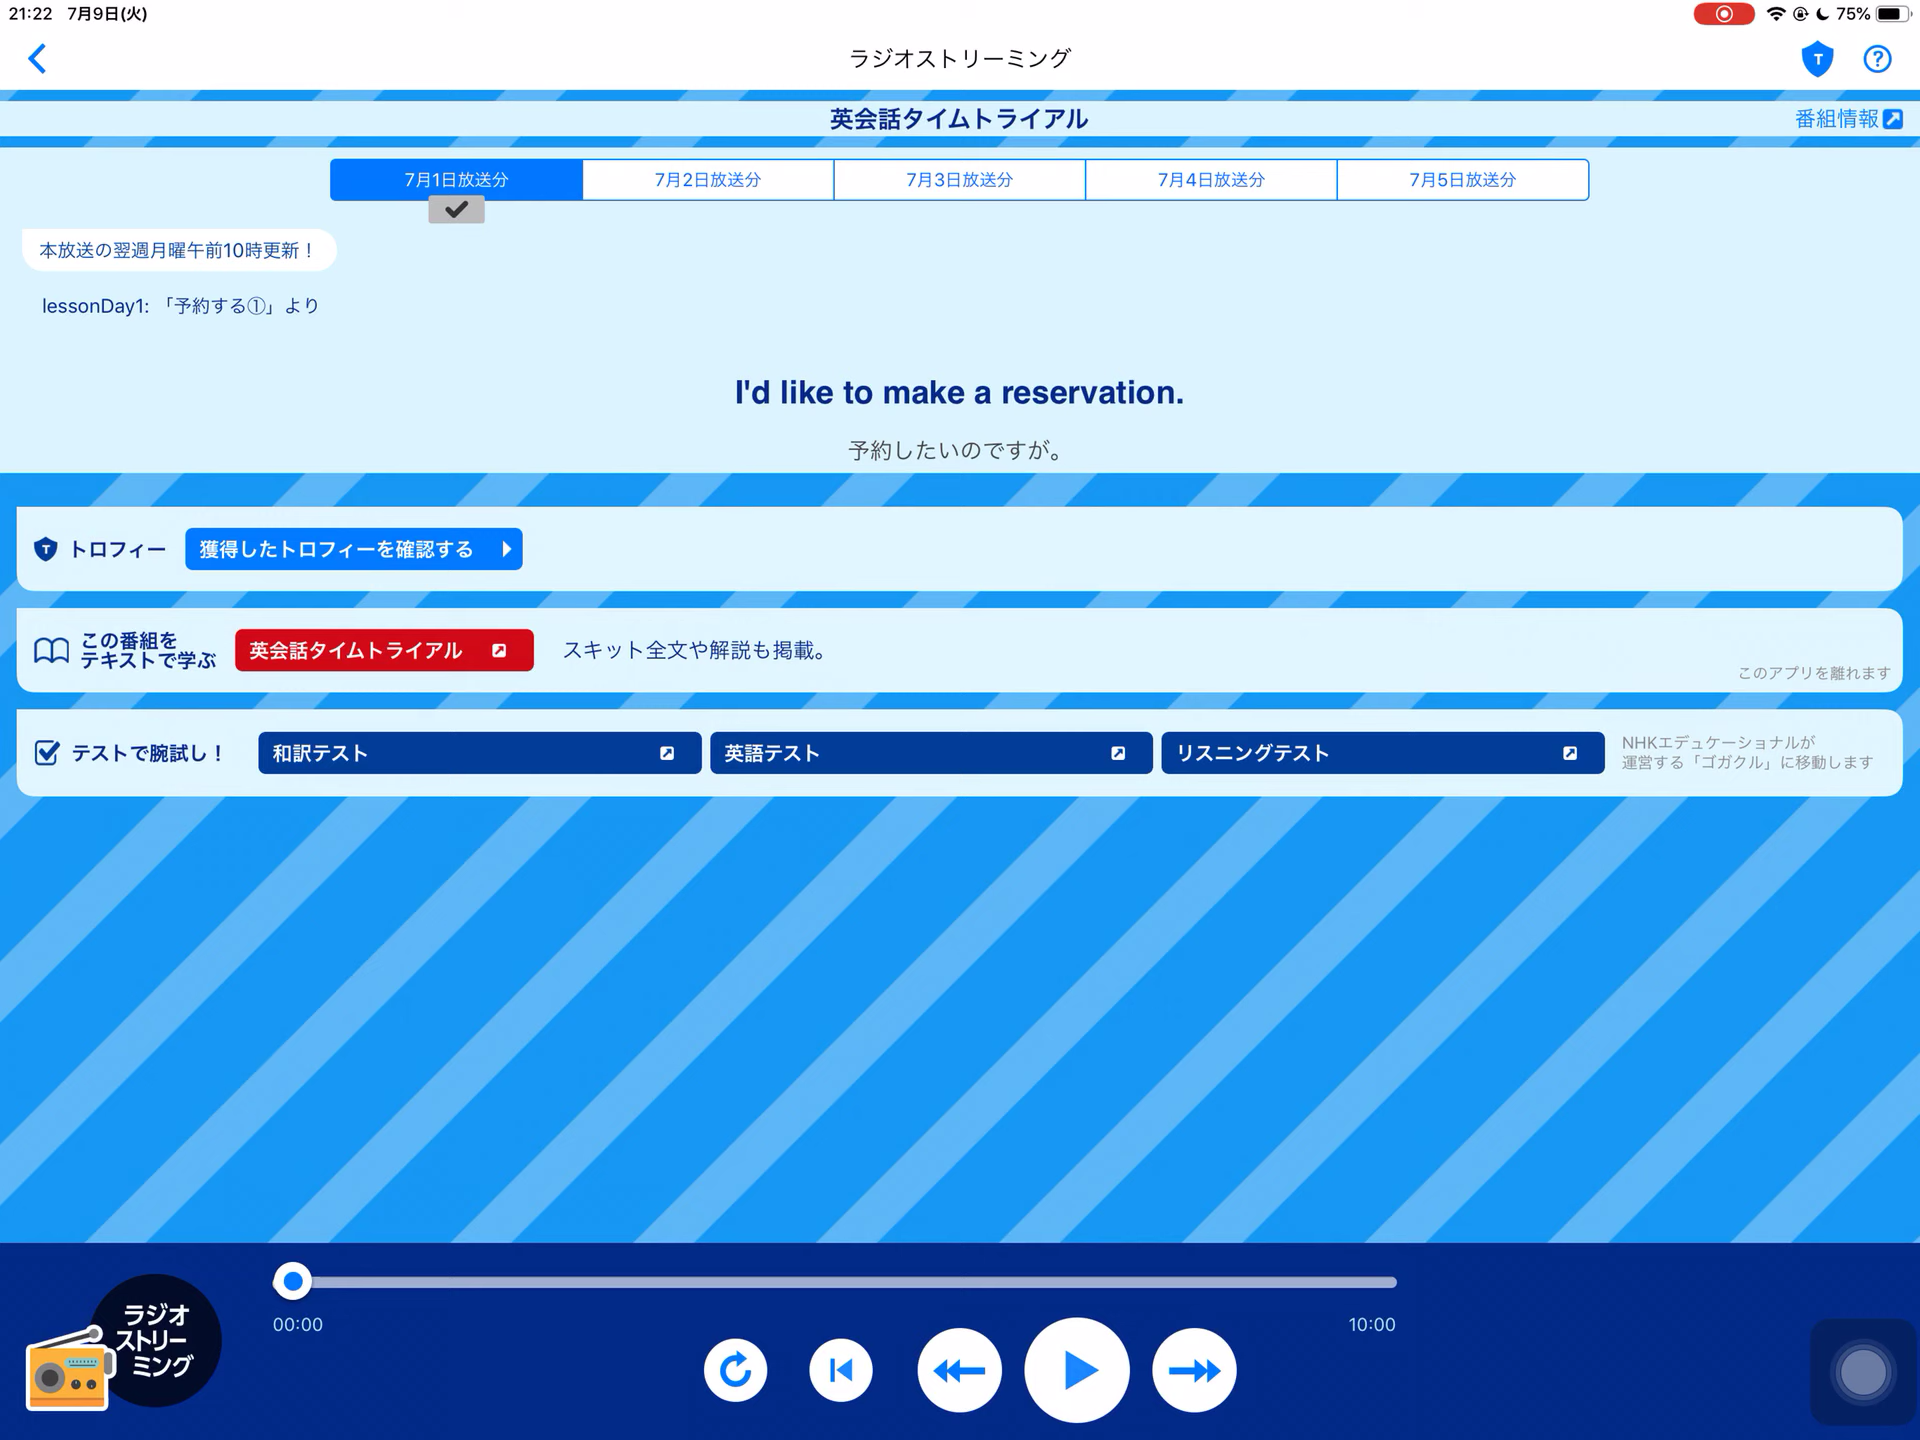 21:22 7月9日(火)
75%
ラジオストリーミング
T
?
英会話タイムトライアル
番組情報
7月1日放送分
7月2日放送分
7月3日放送分
7月4日放送分
7月5日放送分
本放送の翌週月曜午前10時更新！
lessonDay1: 「予約する①」より
I'd like to make a reservation.
予約したいのですが。
T
トロフィー
獲得したトロフィーを確認する
この番組を
テキストで学ぶ
英会話タイムトライアル
スキット全文や解説も掲載。
このアプリを離れます
テストで腕試し！
和訳テスト
英語テスト
リスニングテスト
NHKエデュケーショナルが
運営する「ゴガクル」に移動します
00:00
10:00
ラジオ
ストリー
ミング